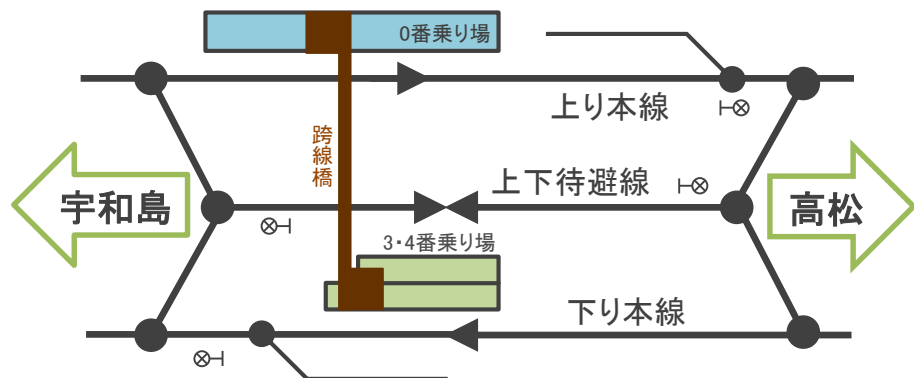 0番乗り場
上り本線
跨線橋
上下待避線
宇和島
高松
3・4番乗り場
下り本線